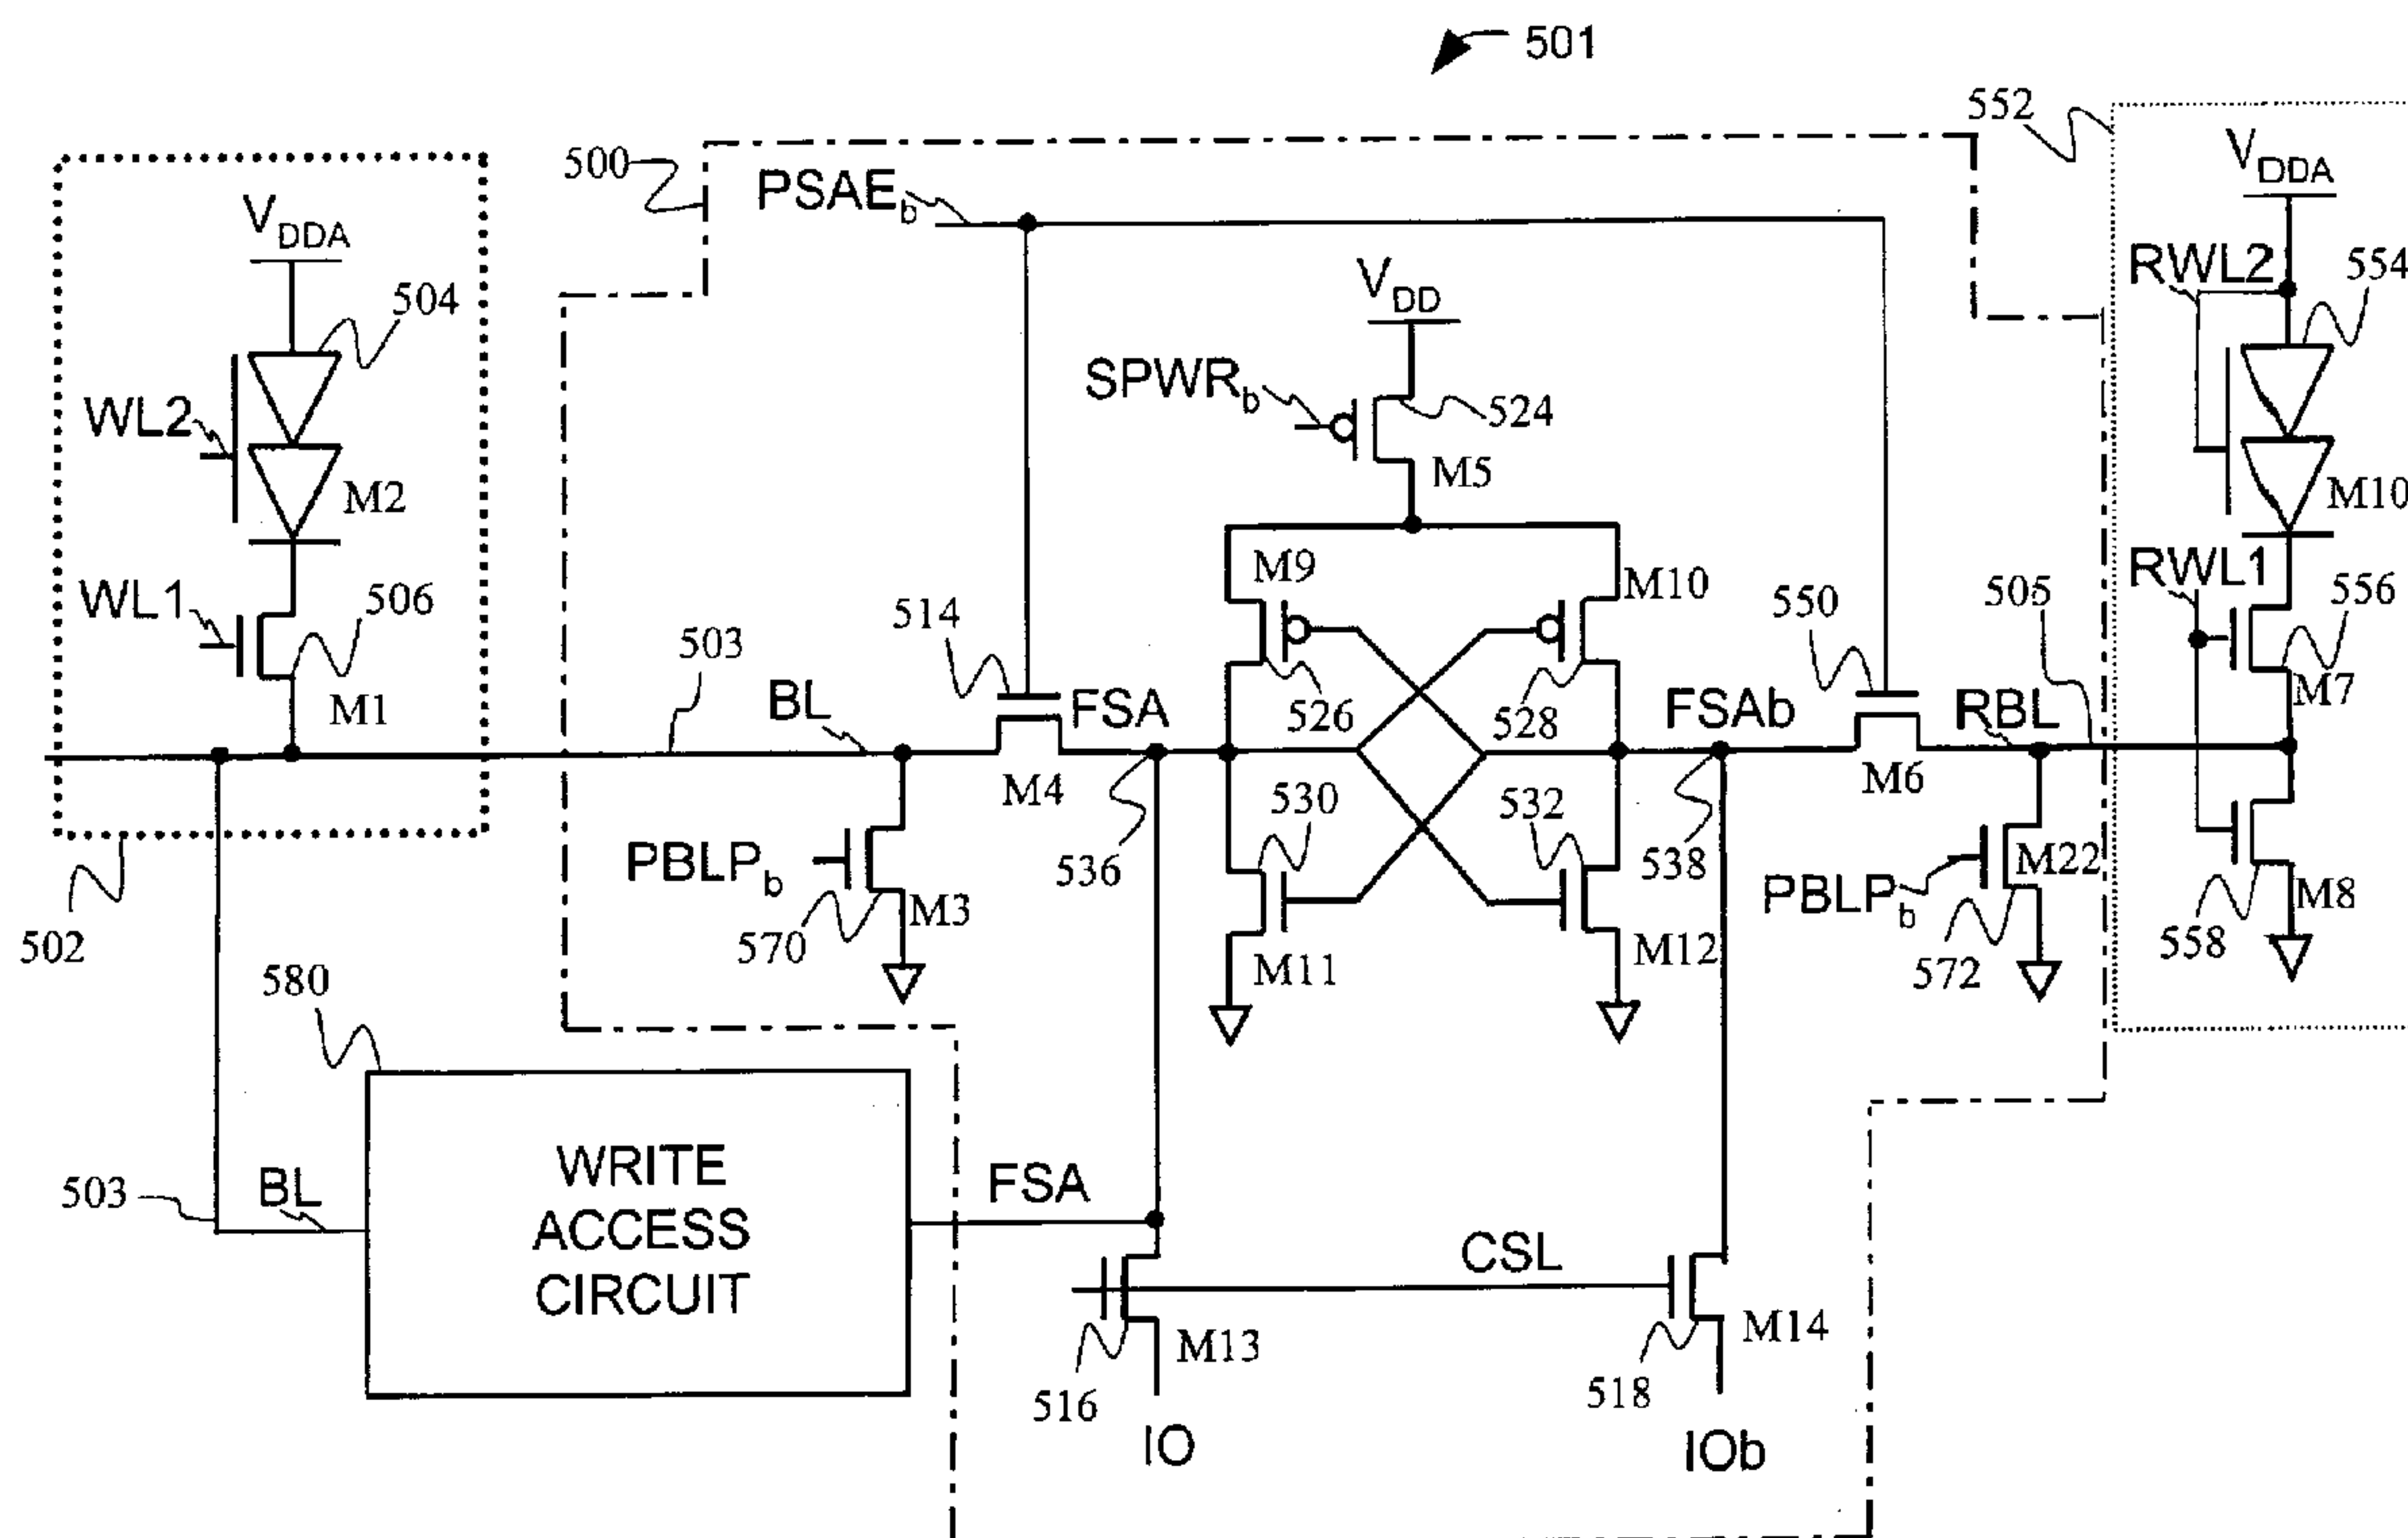 501
552
500
PSAEb
VDDA
VDDA
504
WL2
M2
WL1
506
M1
502
VDD
SPWRb
524
M5
RWL2
554
M10
RWL1
556
M7
M9
M10
526
528
514
503
BL
FSA
M4
550
FSAb
RBL
505
M6
536
530
532
538
M11
M12
PBLPb
570
M3
PBLPb
M22
572
558
M8
580
503
BL
WRITE
ACCESS
CIRCUIT
FSA
CSL
516
M13
IO
518
M14
IOb